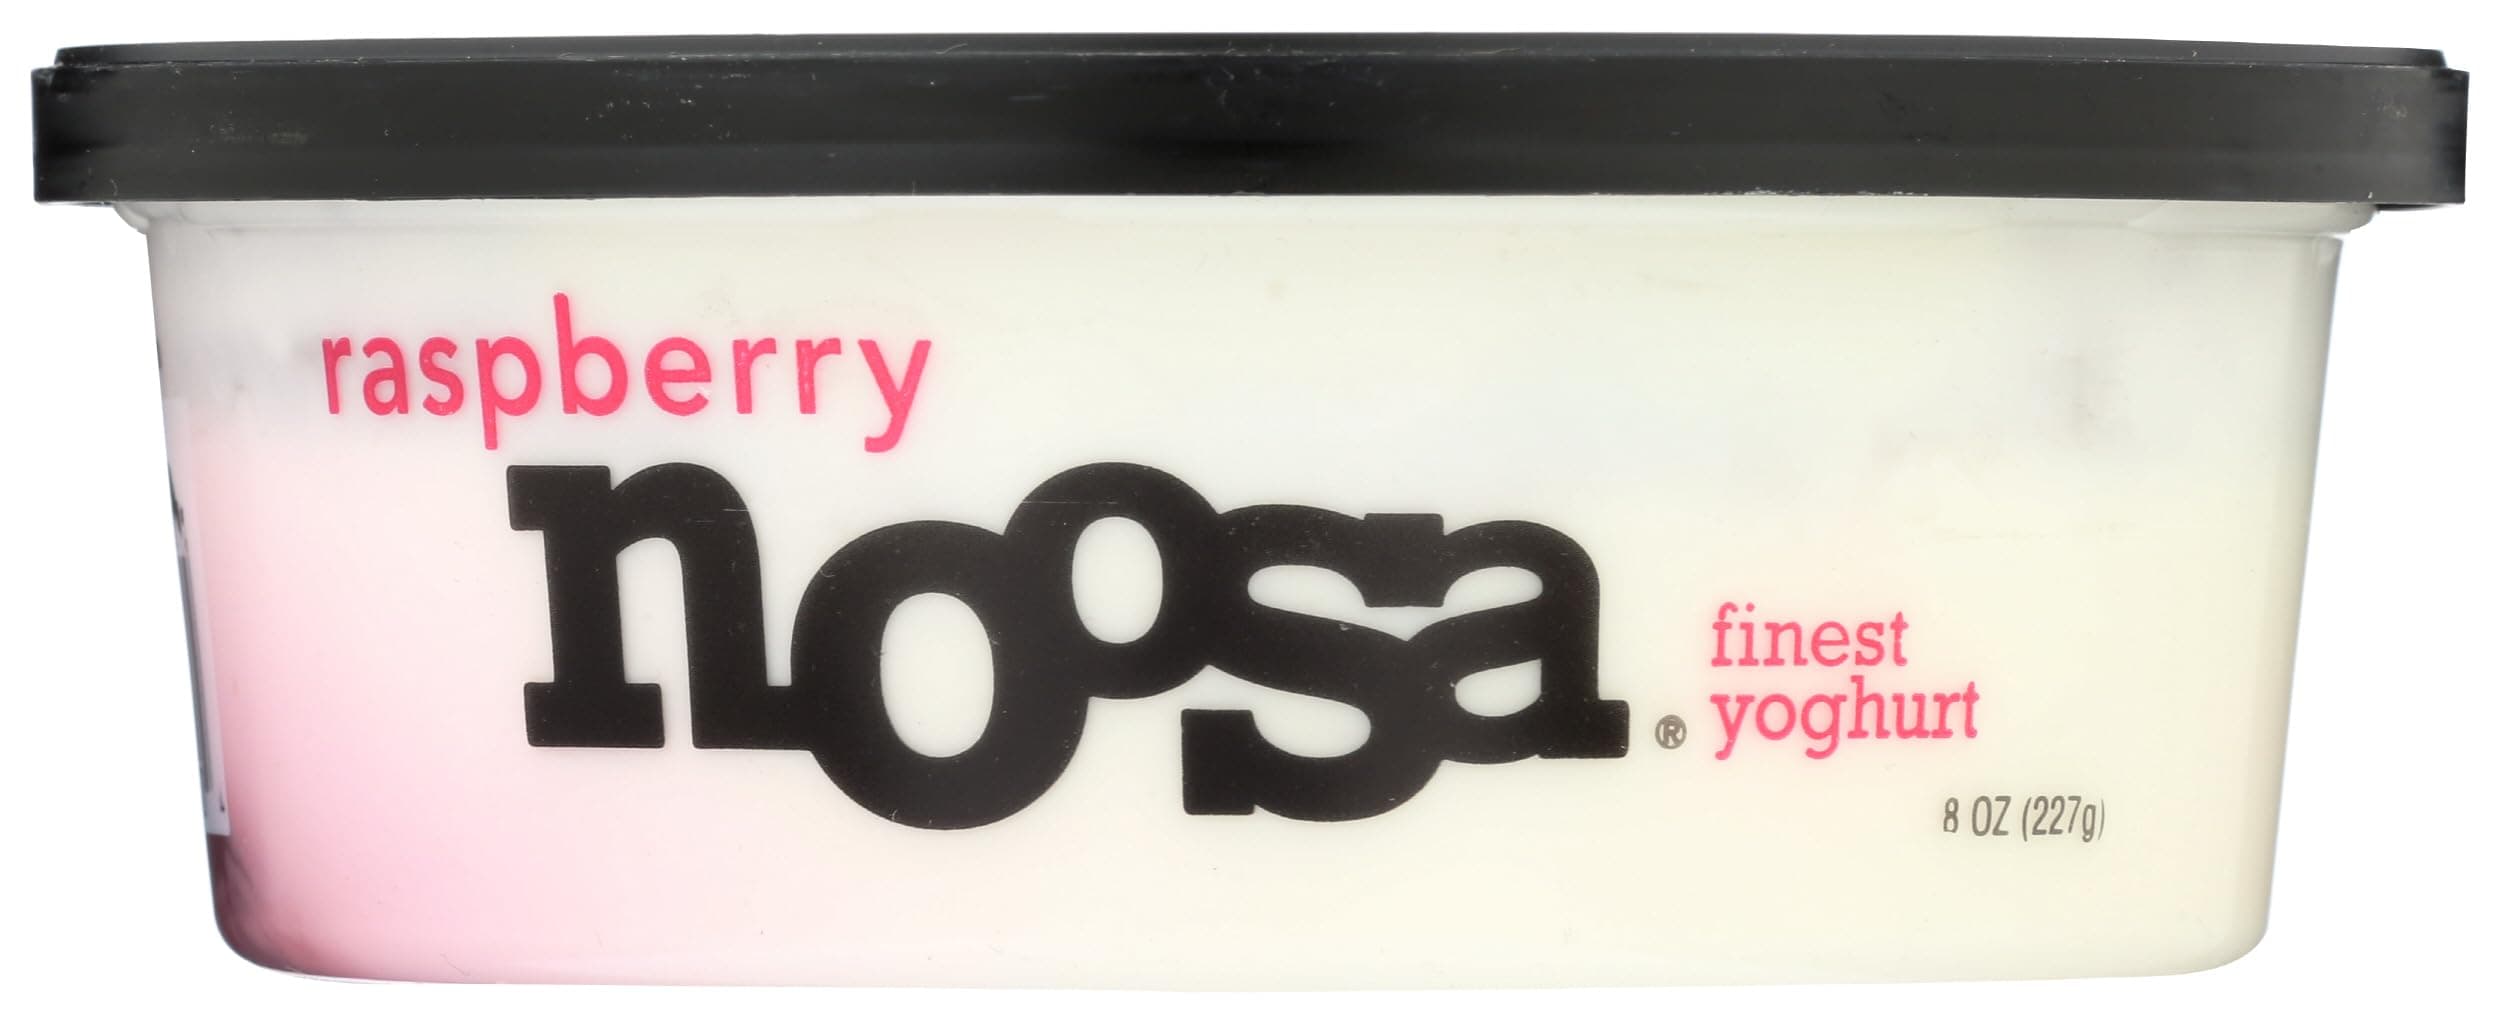 raspberry
noosa®
finest
yoghurt
8 OZ (227g)